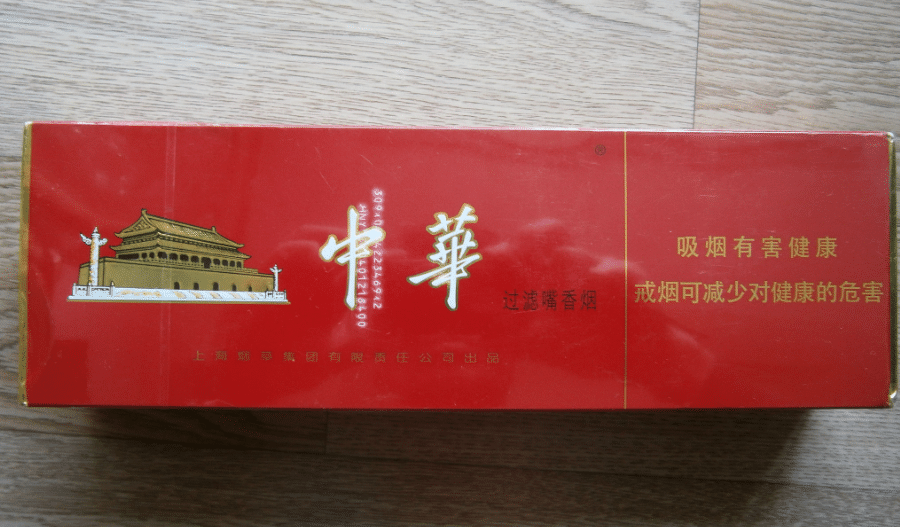 中華
®
过滤嘴香烟
上海烟草集团有限责任公司出品
吸烟有害健康
戒烟可减少对健康的危害